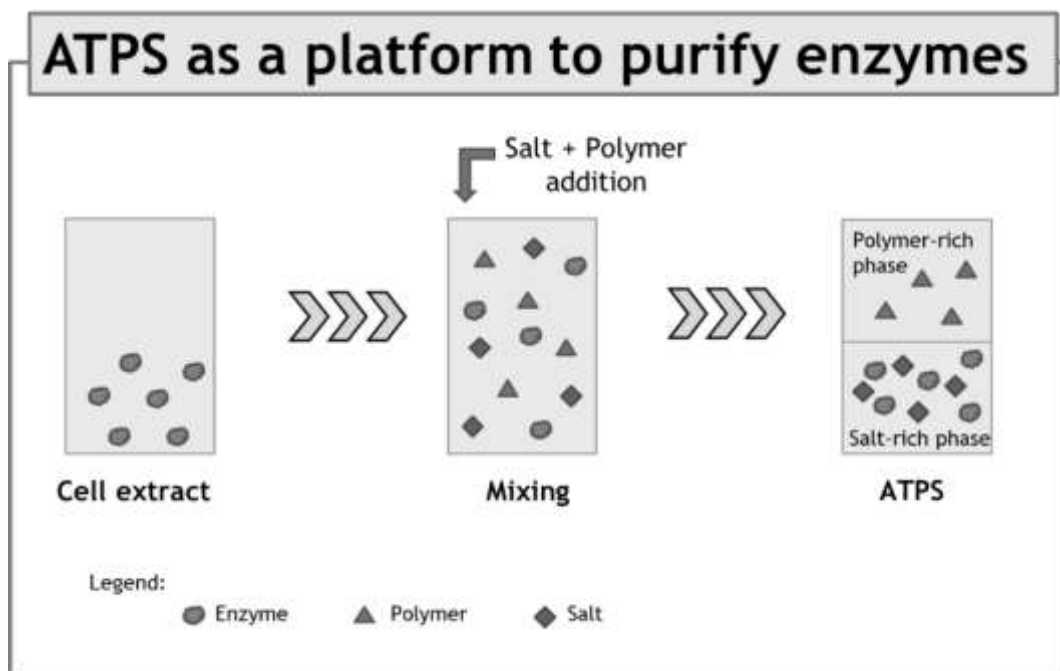 ATPS as a platform to purify enzymes
Salt + Polymer
addition
Polymer-rich
phase
Salt-rich phase
Cell extract
Mixing
ATPS
Legend:
Enzyme
Polymer
Salt